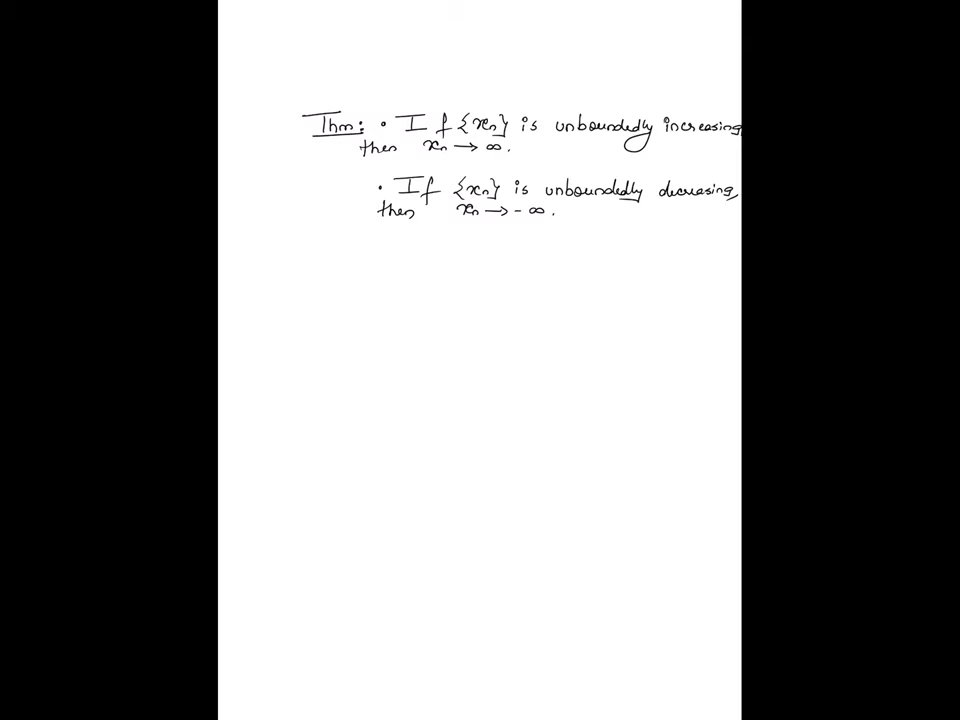 Thm: • If {xn} is unboundedly increasing
then xn → ∞.
• If {xn} is unboundedly decreasing,
then xn → - ∞.